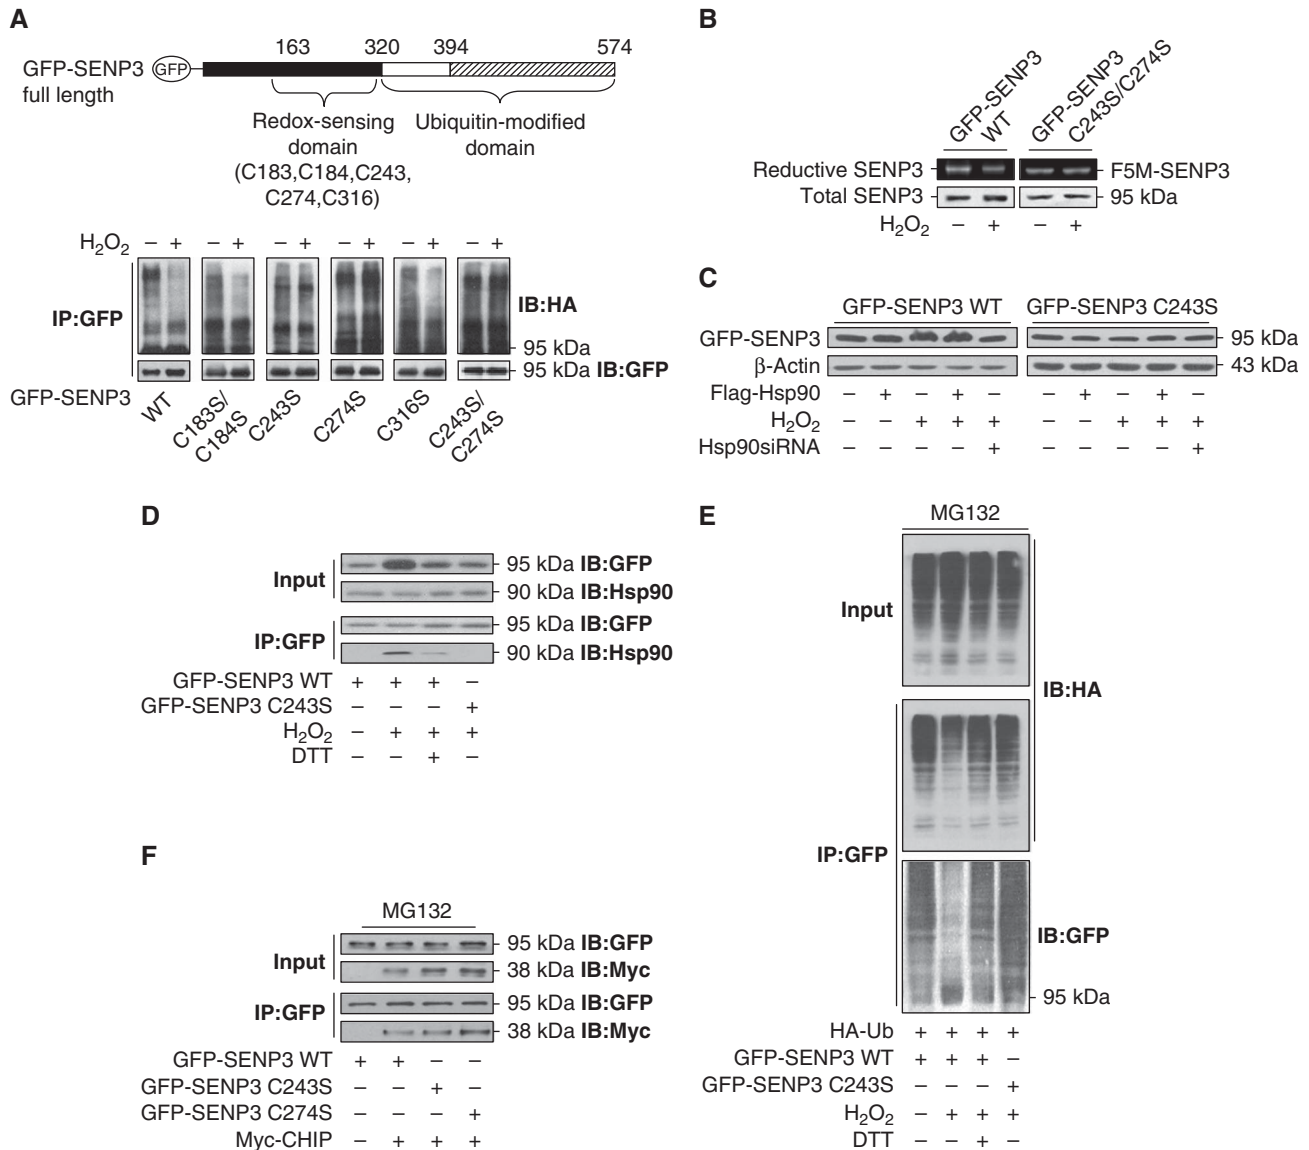 A
163 320 394 574
GFP-SENP3 GFP
full length
Redox-sensing Ubiquitin-modified
domain domain
(C183,C184,C243,
C274,C316)
H2O2 – + – + – + – + – + – +
IP:GFP IB:HA
95 kDa
95 kDa IB:GFP
GFP-SENP3 WT C183S/C184S C243S C274S C316S C243S/C274S
B
GFP-SENP3 WT GFP-SENP3 C243S/C274S
Reductive SENP3 F5M-SENP3
Total SENP3 95 kDa
H2O2 – + – +
C
GFP-SENP3 WT GFP-SENP3 C243S
GFP-SENP3 95 kDa
β-Actin 43 kDa
Flag-Hsp90 – + – + – – + – + –
H2O2 – – + + + – – + + +
Hsp90siRNA – – – – + – – – – +
D
Input 95 kDa IB:GFP
90 kDa IB:Hsp90
IP:GFP 95 kDa IB:GFP
90 kDa IB:Hsp90
GFP-SENP3 WT + + + –
GFP-SENP3 C243S – – – +
H2O2 – + + +
DTT – – + –
E
MG132
Input
IB:HA
IP:GFP
IB:GFP
95 kDa
HA-Ub + + + +
GFP-SENP3 WT + + + –
GFP-SENP3 C243S – – – +
H2O2 – + + +
DTT – – + –
F
MG132
Input 95 kDa IB:GFP
38 kDa IB:Myc
IP:GFP 95 kDa IB:GFP
38 kDa IB:Myc
GFP-SENP3 WT + + – –
GFP-SENP3 C243S – – + –
GFP-SENP3 C274S – – – +
Myc-CHIP – + + +